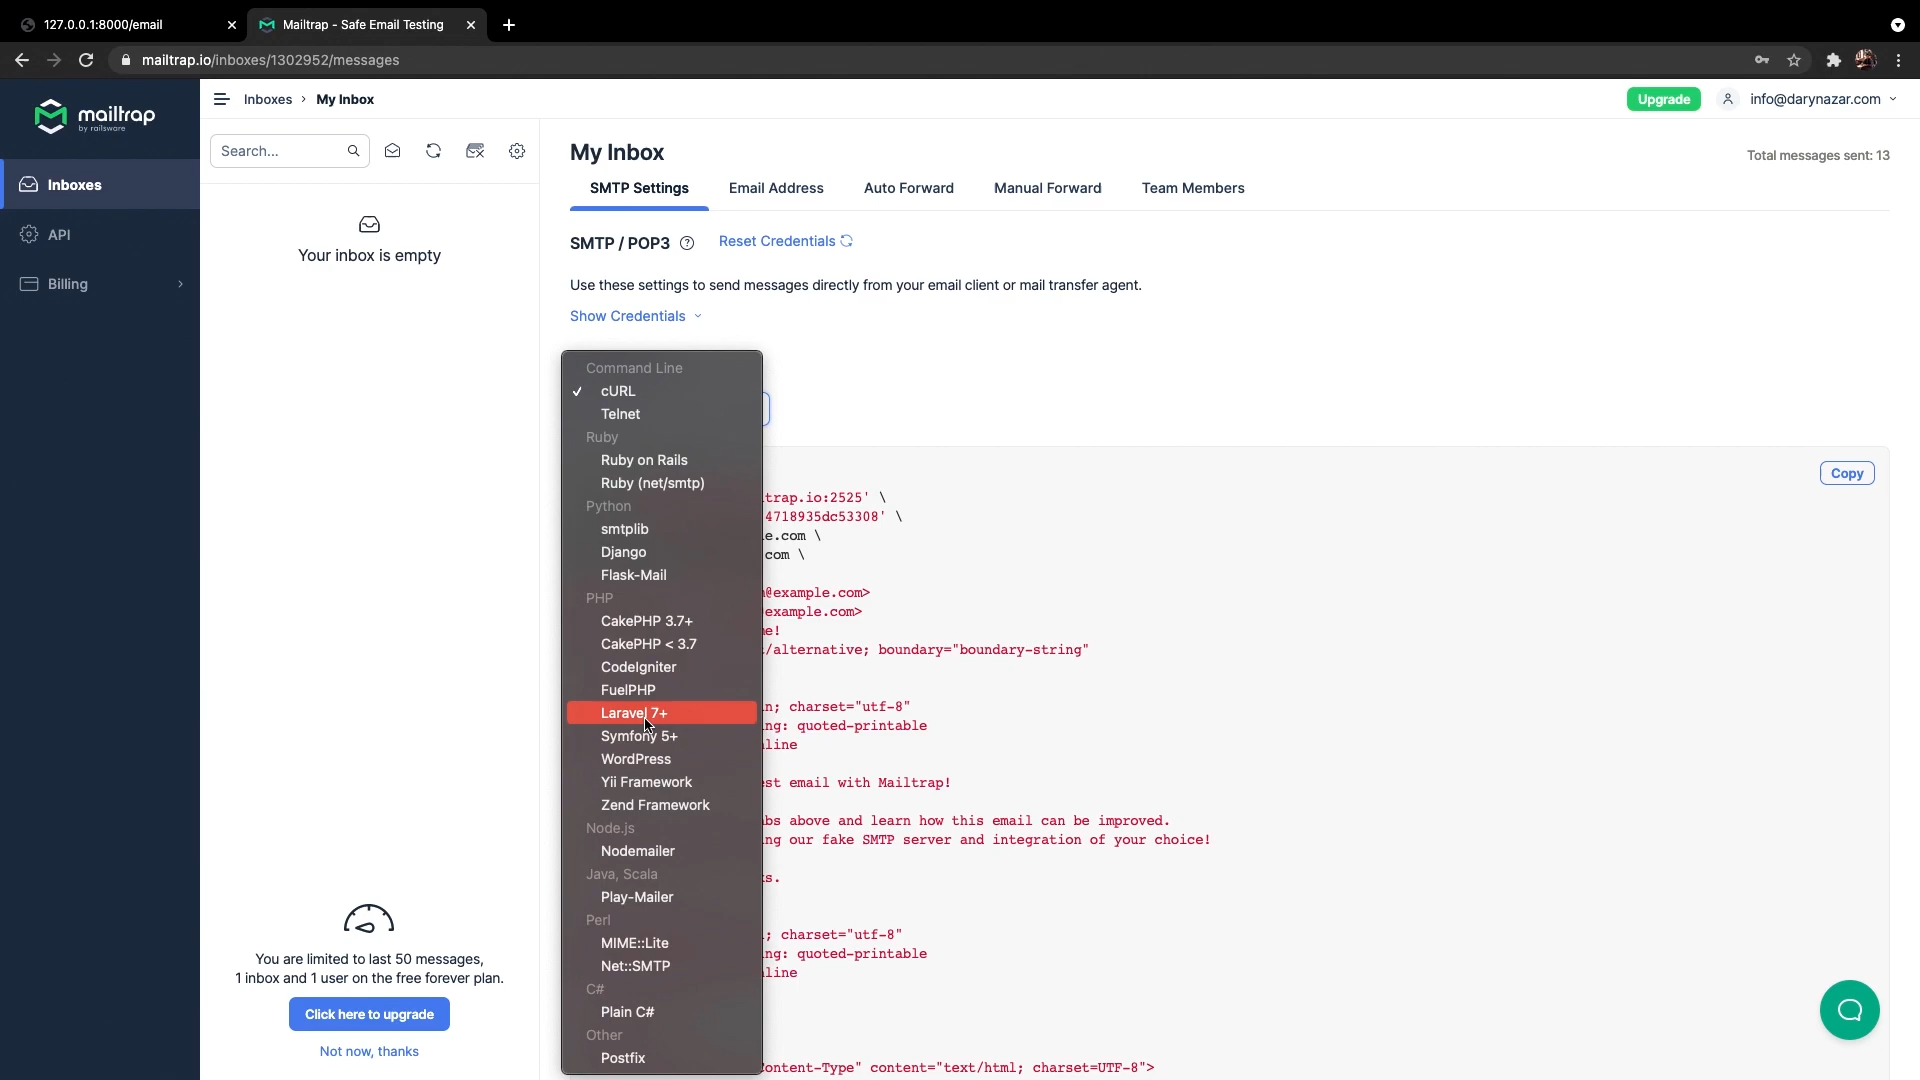 127.0.0.1:8000/email
Mailtrap - Safe Email Testing
mailtrap.io/inboxes/1302952/messages
mailtrap
by railsware
Inboxes
API
Billing
Inboxes › My Inbox
Upgrade
info@darynazar.com
Search...
Your inbox is empty
You are limited to last 50 messages,
1 inbox and 1 user on the free forever plan.
Click here to upgrade
Not now, thanks
My Inbox
Total messages sent: 13
SMTP Settings
Email Address
Auto Forward
Manual Forward
Team Members
SMTP / POP3
Reset Credentials
Use these settings to send messages directly from your email client or mail transfer agent.
Show Credentials
Command Line
✓ cURL
Telnet
Ruby
Ruby on Rails
Ruby (net/smtp)
Python
smtplib
Django
Flask-Mail
PHP
CakePHP 3.7+
CakePHP < 3.7
CodeIgniter
FuelPHP
Laravel 7+
Symfony 5+
WordPress
Yii Framework
Zend Framework
Node.js
Nodemailer
Java, Scala
Play-Mailer
Perl
MIME::Lite
Net::SMTP
C#
Plain C#
Other
Postfix
Copy
trap.io:2525' \
4718935dc53308' \
e.com \
com \
@example.com>
example.com>
me!
/alternative; boundary="boundary-string"
n; charset="utf-8"
ng: quoted-printable
line
st email with Mailtrap!
bs above and learn how this email can be improved.
ng our fake SMTP server and integration of your choice!
ks.
; charset="utf-8"
ng: quoted-printable
line
Content-Type" content="text/html; charset=UTF-8">